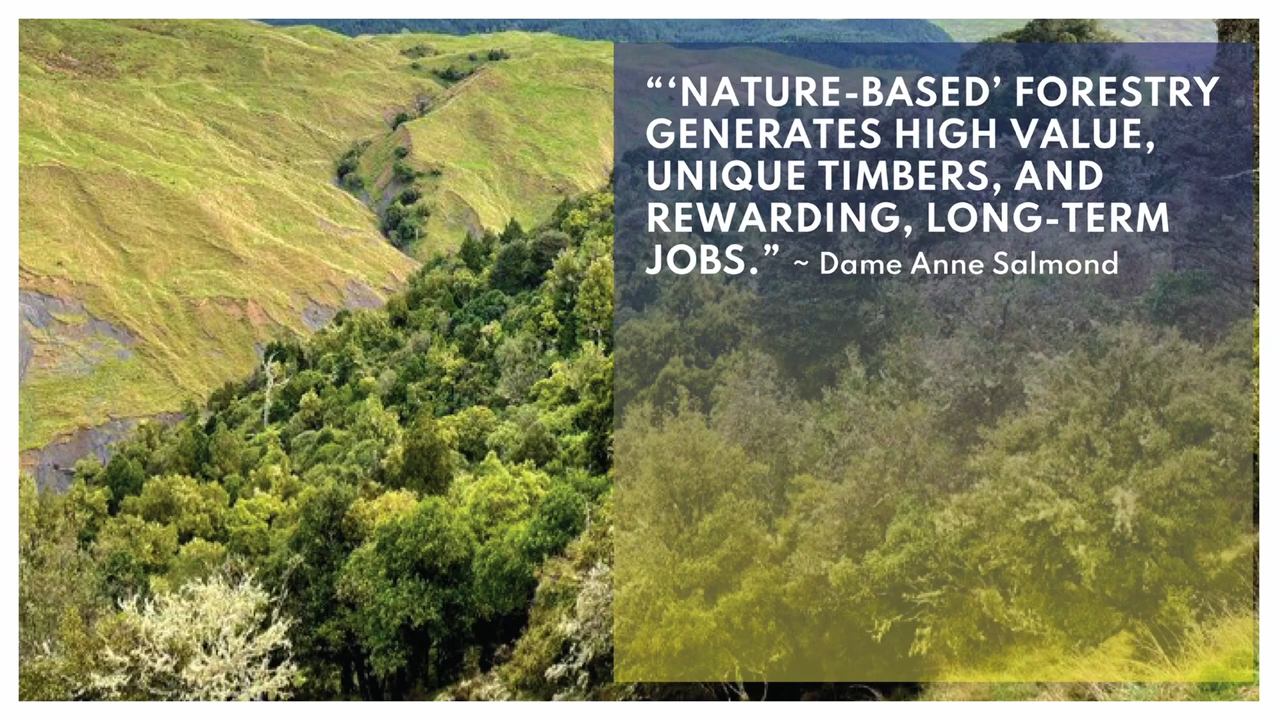 “‘NATURE-BASED’ FORESTRY
GENERATES HIGH VALUE,
UNIQUE TIMBERS, AND
REWARDING, LONG-TERM
JOBS.” ~ Dame Anne Salmond